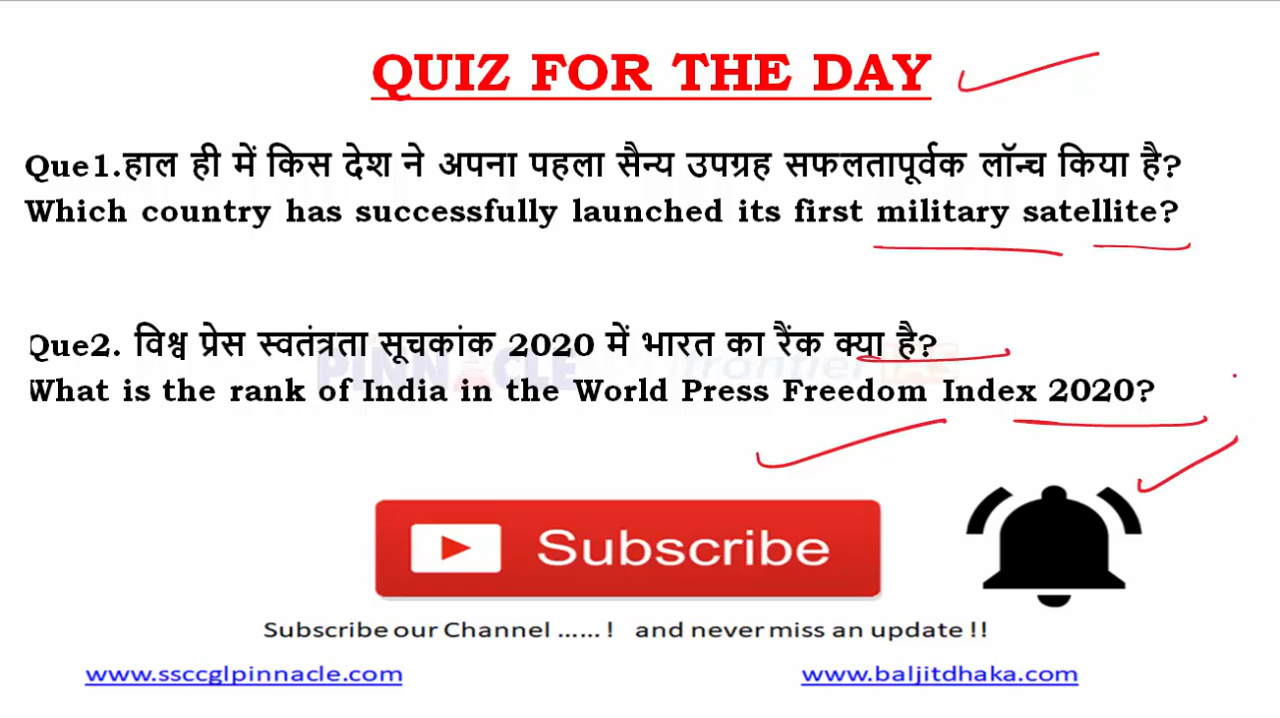 QUIZ FOR THE DAY
Que1.हाल ही में किस देश ने अपना पहला सैन्य उपग्रह सफलतापूर्वक लॉन्च किया है?
Which country has successfully launched its first military satellite?
Que2. विश्व प्रेस स्वतंत्रता सूचकांक 2020 में भारत का रैंक क्या है?
PINNACLE
What is the rank of India in the World Press Freedom Index 2020?
Subscribe
Subscribe our Channel ...... ! and never miss an update !!
www.ssccglpinnacle.com www.baljitdhaka.com